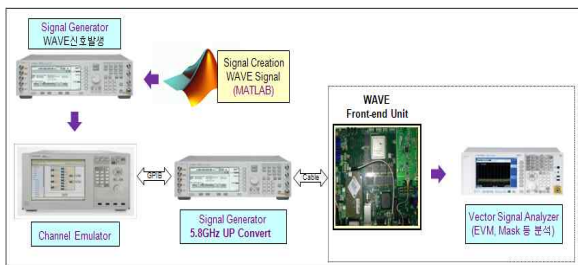 Signal Generator
WAVE신호발생
Signal Creation
WAVE Signal
(MATLAB)
WAVE
Front-end Unit
GPIB
Cable
Channel Emulator
Signal Generator
5.8GHz UP Convert
Vector Signal Analyzer
(EVM, Mask 등 분석)